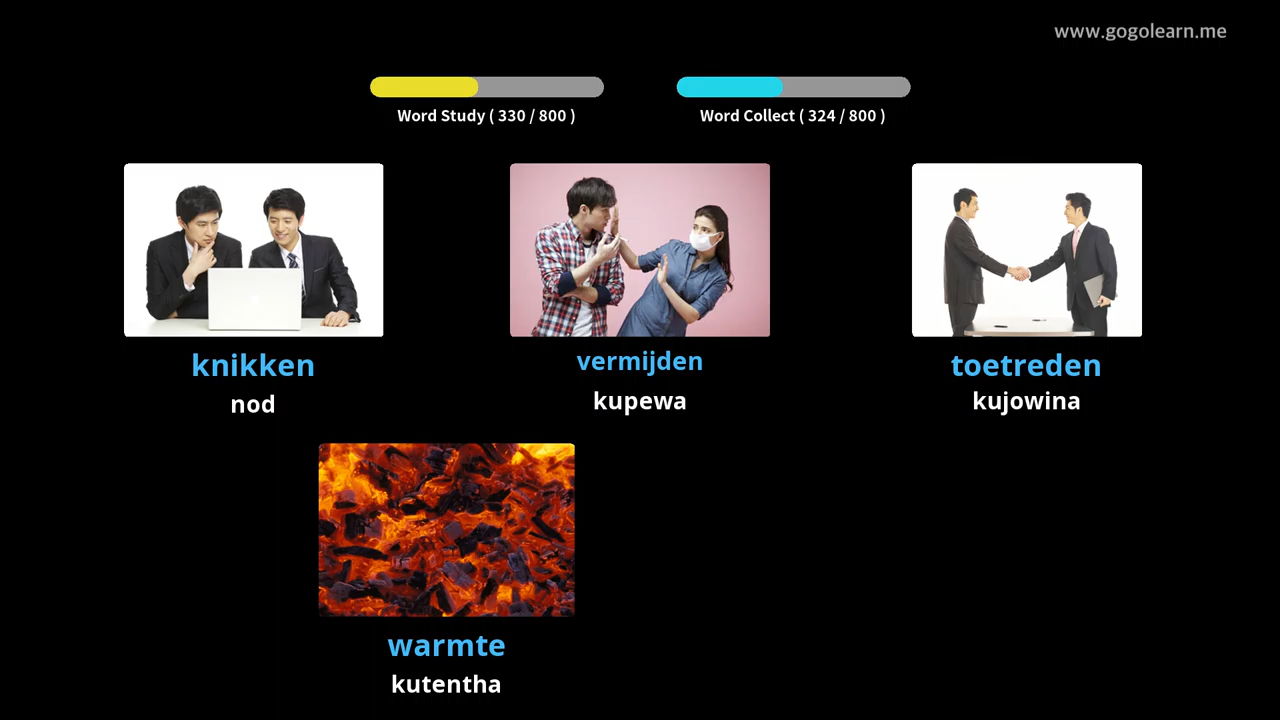 www.gogolearn.me
Word Study ( 330 / 800 )
Word Collect ( 324 / 800 )
knikken
nod
vermijden
kupewa
toetreden
kujowina
warmte
kutentha